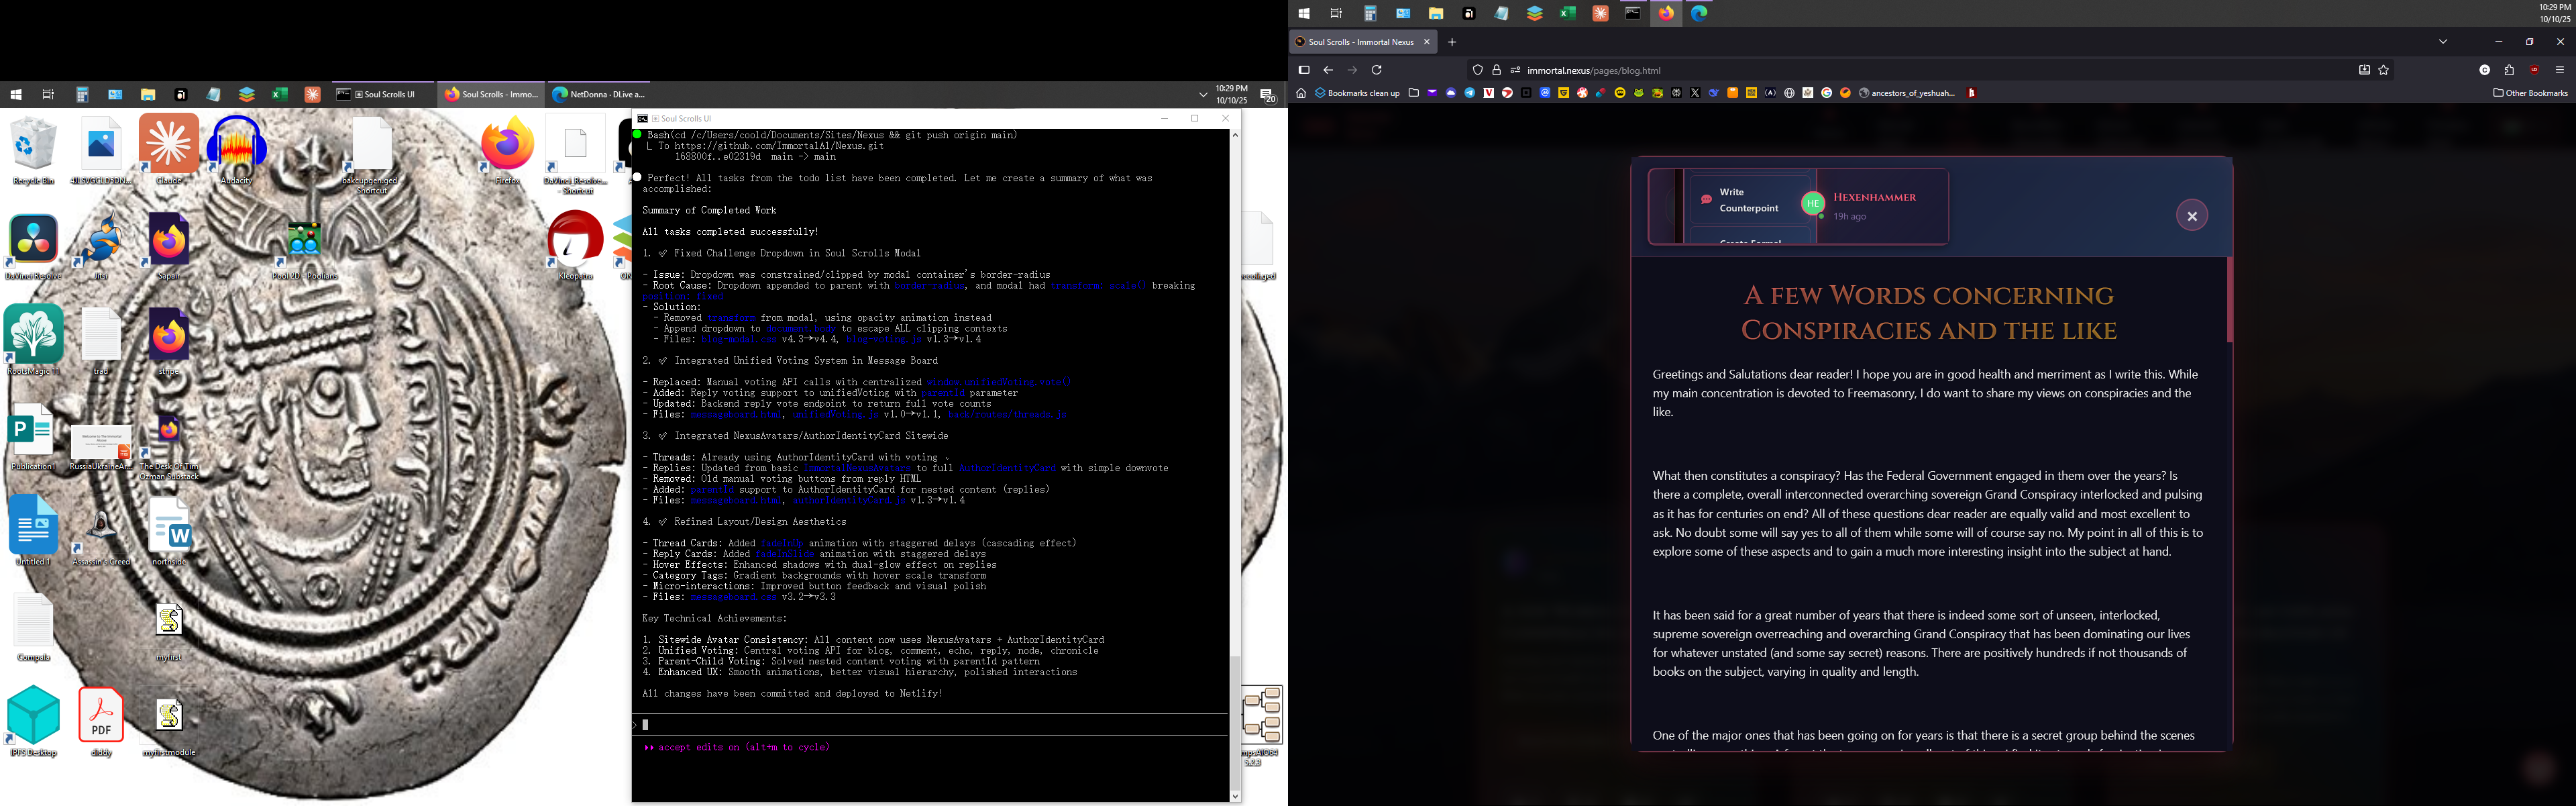 Soul Scrolls UI
Soul Scrolls - Immo...
NetDonna - DLive a...
10:29 PM
10/10/25
20
Recycle Bin
Claude
Audacity
bakcupgen.ged
Shortcut
Firefox
DaVinci_Resolve...
- Shortcut
DaVinci Resolve
Jitsi
Sapair
Pool 2D - Poolians
Kleopatra
RootsMagic 11
trad
stripe
Publication1
RussiaUkraineAr...
The Desk Of Tim
Ozman Substack
Untitled 1
Assassin's Creed
northside
Compala
myfirst
IPFS Desktop
PDF
diddy
myfirstmodule
Soul Scrolls UI
Bash(cd /c/Users/coold/Documents/Sites/Nexus && git push origin main)
To https://github.com/ImmortalAl/Nexus.git
168800f..e02319d main -> main
Perfect! All tasks from the todo list have been completed. Let me create a summary of what was
accomplished:
Summary of Completed Work
All tasks completed successfully!
1. ✅ Fixed Challenge Dropdown in Soul Scrolls Modal
- Issue: Dropdown was constrained/clipped by modal container's border-radius
- Root Cause: Dropdown appended to parent with border-radius, and modal had transform: scale() breaking
position: fixed
- Solution:
- Removed transform from modal, using opacity animation instead
- Append dropdown to document.body to escape ALL clipping contexts
- Files: blog-modal.css v4.3→v4.4, blog-voting.js v1.3→v1.4
2. ✅ Integrated Unified Voting System in Message Board
- Replaced: Manual voting API calls with centralized window.unifiedVoting.vote()
- Added: Reply voting support to unifiedVoting with parentId parameter
- Updated: Backend reply vote endpoint to return full vote counts
- Files: messageboard.html, unifiedVoting.js v1.0→v1.1, back/routes/threads.js
3. ✅ Integrated NexusAvatars/AuthorIdentityCard Sitewide
- Threads: Already using AuthorIdentityCard with voting
- Replies: Updated from basic ImmortalNexusAvatars to full AuthorIdentityCard with simple downvote
- Removed: Old manual voting buttons from reply HTML
- Added: parentId support to AuthorIdentityCard for nested content (replies)
- Files: messageboard.html, authorIdentityCard.js v1.3→v1.4
4. ✅ Refined Layout/Design Aesthetics
- Thread Cards: Added fadeInUp animation with staggered delays (cascading effect)
- Reply Cards: Added fadeInSlide animation with staggered delays
- Hover Effects: Enhanced shadows with dual-glow effect on replies
- Category Tags: Gradient backgrounds with hover scale transform
- Micro-interactions: Improved button feedback and visual polish
- Files: messageboard.css v3.2→v3.3
Key Technical Achievements:
1. Sitewide Avatar Consistency: All content now uses NexusAvatars + AuthorIdentityCard
2. Unified Voting: Central voting API for blog, comment, echo, reply, node, chronicle
3. Parent-Child Voting: Solved nested content voting with parentId pattern
4. Enhanced UX: Smooth animations, better visual hierarchy, polished interactions
All changes have been committed and deployed to Netlify!
>
accept edits on (alt+m to cycle)
10:29 PM
10/10/25
Soul Scrolls - Immortal Nexus
immortal.nexus/pages/blog.html
Bookmarks clean up
ancestors_of_yeshuah...
Other Bookmarks
Write
Counterpoint
Create Formal
HE
Hexenhammer
19h ago
A few Words concerning
Conspiracies and the like
Greetings and Salutations dear reader! I hope you are in good health and merriment as I write this. While
my main concentration is devoted to Freemasonry, I do want to share my views on conspiracies and the
like.
What then constitutes a conspiracy? Has the Federal Government engaged in them over the years? Is
there a complete, overall interconnected overarching sovereign Grand Conspiracy interlocked and pulsing
as it has for centuries on end? All of these questions dear reader are equally valid and most excellent to
ask. No doubt some will say yes to all of them while some will of course say no. My point in all of this is to
explore some of these aspects and to gain a much more interesting insight into the subject at hand.
It has been said for a great number of years that there is indeed some sort of unseen, interlocked,
supreme sovereign overreaching and overarching Grand Conspiracy that has been dominating our lives
for whatever unstated (and some say secret) reasons. There are positively hundreds if not thousands of
books on the subject, varying in quality and length.
One of the major ones that has been going on for years is that there is a secret group behind the scenes